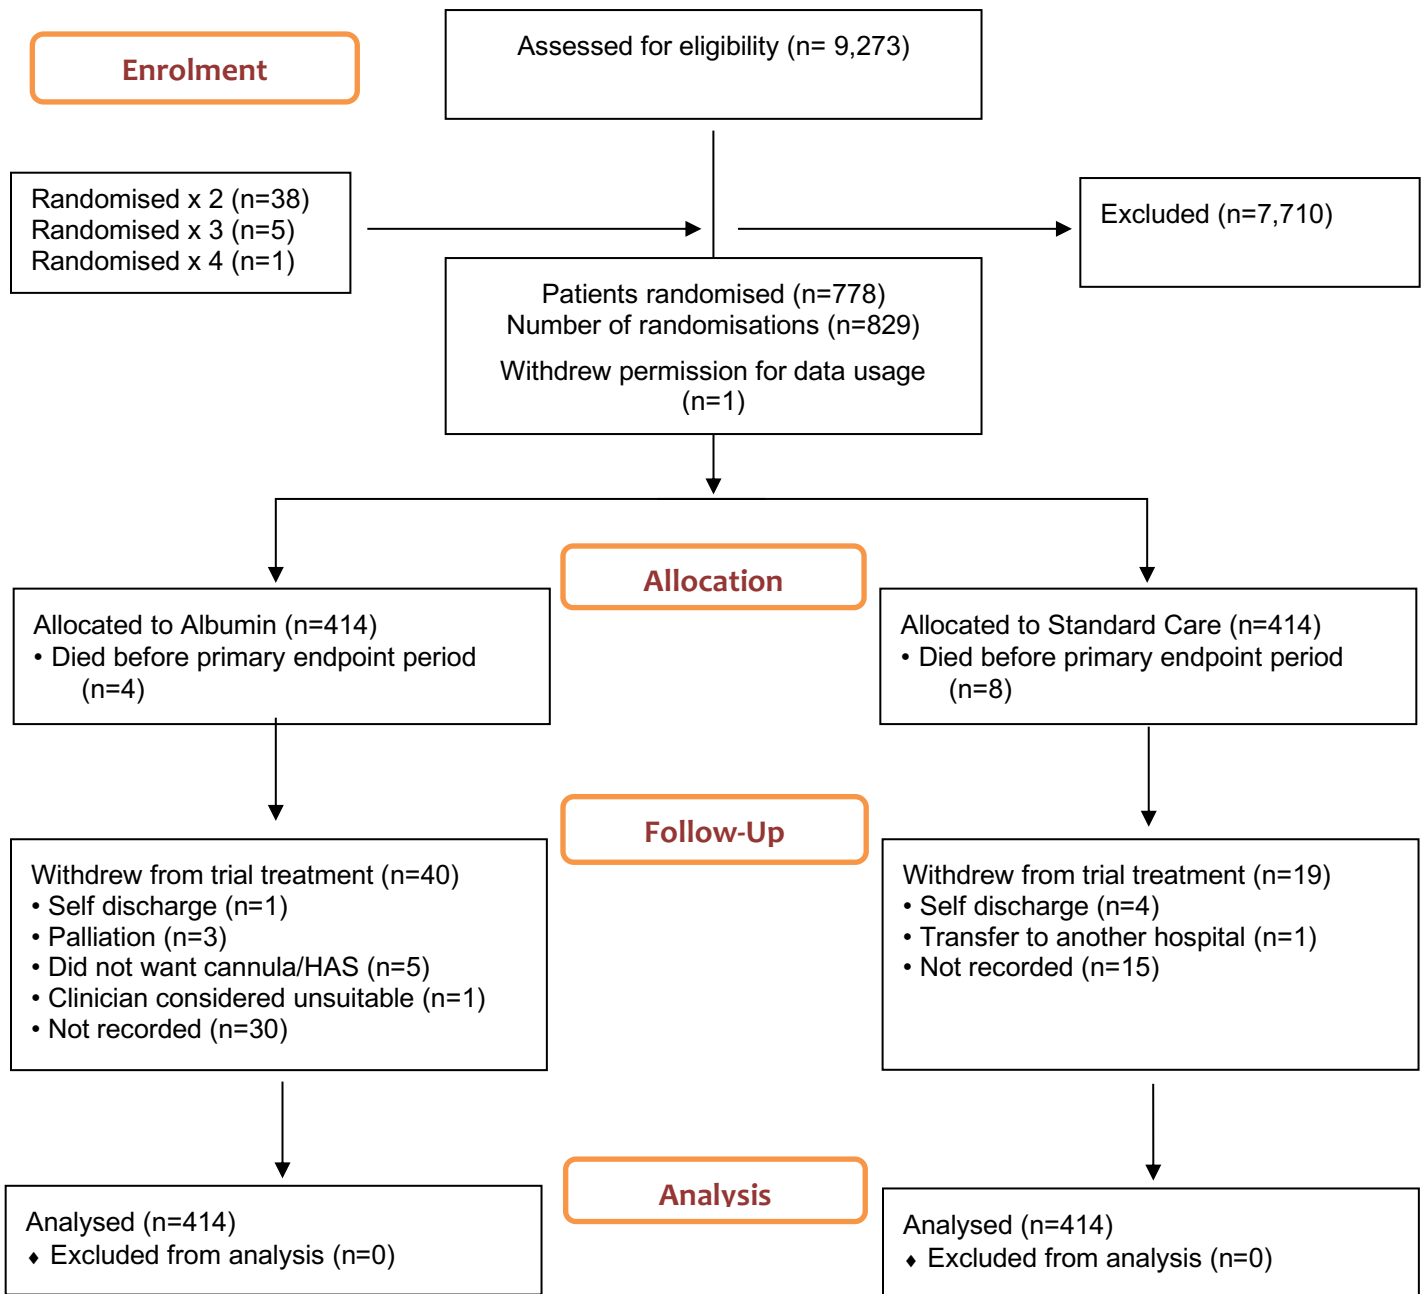 Enrolment
Assessed for eligibility (n= 9,273)
Randomised x 2 (n=38)
Randomised x 3 (n=5)
Randomised x 4 (n=1)
Excluded (n=7,710)
Patients randomised (n=778)
Number of randomisations (n=829)
Withdrew permission for data usage
(n=1)
Allocation
Allocated to Albumin (n=414)
• Died before primary endpoint period
(n=4)
Allocated to Standard Care (n=414)
• Died before primary endpoint period
(n=8)
Follow-Up
Withdrew from trial treatment (n=40)
• Self discharge (n=1)
• Palliation (n=3)
• Did not want cannula/HAS (n=5)
• Clinician considered unsuitable (n=1)
• Not recorded (n=30)
Withdrew from trial treatment (n=19)
• Self discharge (n=4)
• Transfer to another hospital (n=1)
• Not recorded (n=15)
Analysis
Analysed (n=414)
♦ Excluded from analysis (n=0)
Analysed (n=414)
♦ Excluded from analysis (n=0)